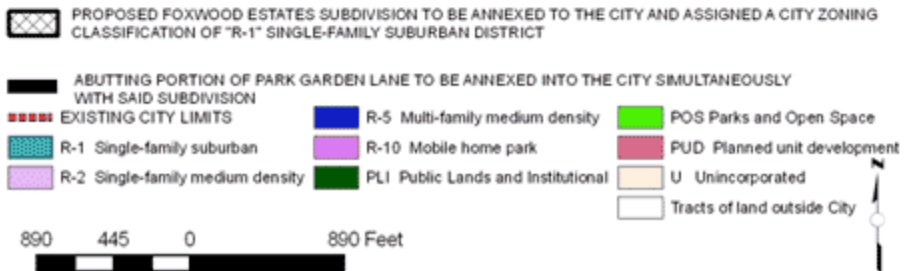 PROPOSED FOXWOOD ESTATES SUBDIVISION TO BE ANNEXED TO THE CITY AND ASSIGNED A CITY ZONING
CLASSIFICATION OF "R-1" SINGLE-FAMILY SUBURBAN DISTRICT
ABUTTING PORTION OF PARK GARDEN LANE TO BE ANNEXED INTO THE CITY SIMULTANEOUSLY
WITH SAID SUBDIVISION
EXISTING CITY LIMITS
R-1 Single-family suburban
R-2 Single-family medium density
R-5 Multi-family medium density
R-10 Mobile home park
PLI Public Lands and Institutional
POS Parks and Open Space
PUD Planned unit development
U Unincorporated
Tracts of land outside City
N
890 445 0 890 Feet